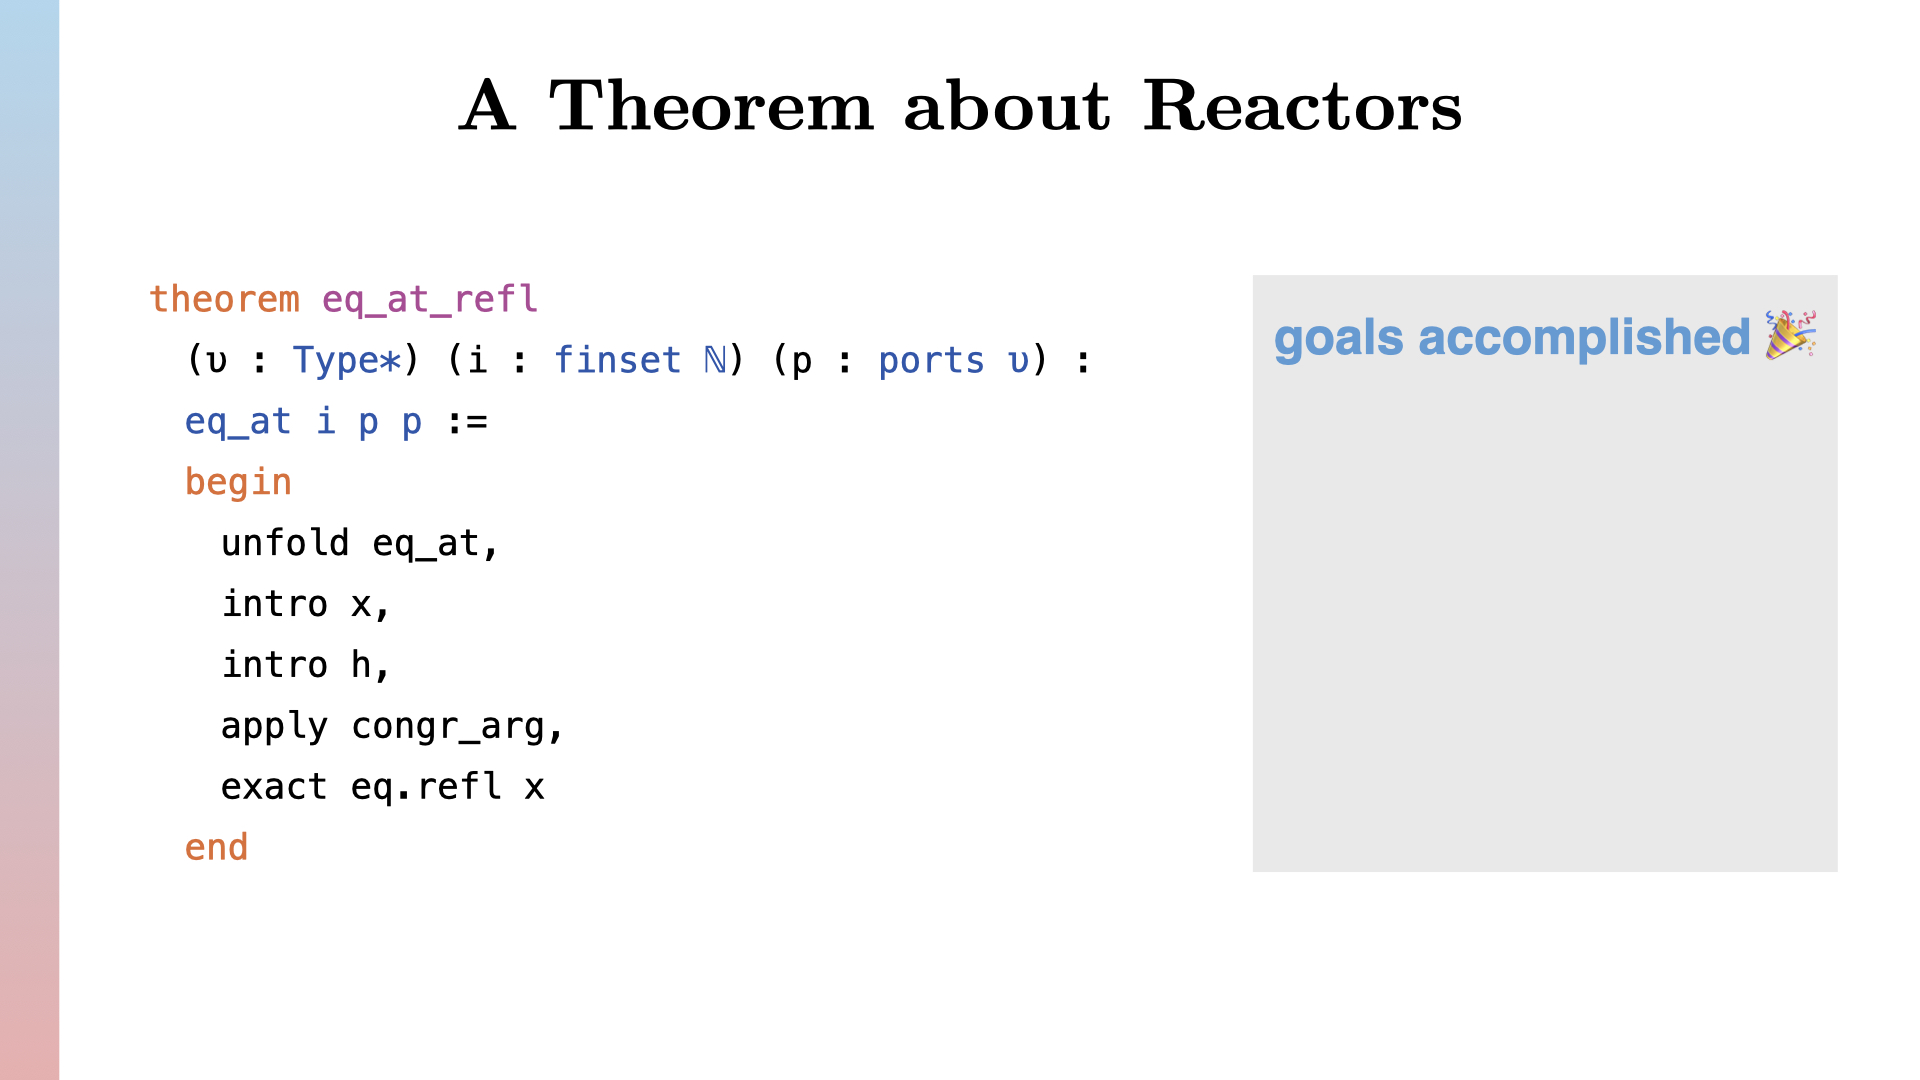 A Theorem about Reactors
theorem eq_at_refl
(υ : Type*) (i : finset ℕ) (p : ports υ) :
eq_at i p p :=
begin
unfold eq_at,
intro x,
intro h,
apply congr_arg,
exact eq.refl x
end
goals accomplished 🎉